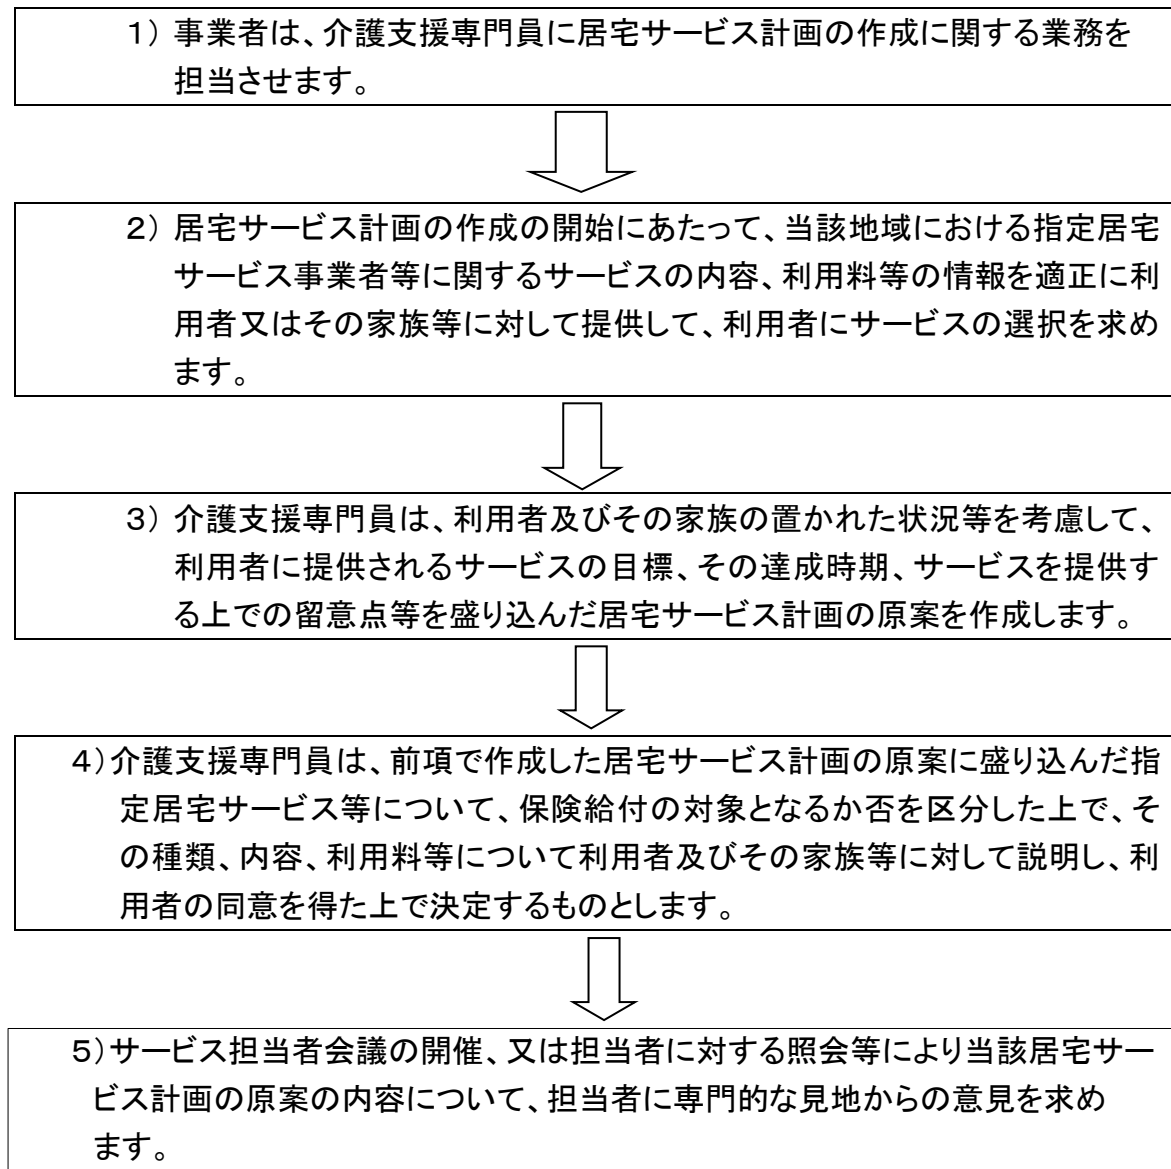 1) 事業者は、介護支援専門員に居宅サービス計画の作成に関する業務を
担当させます。
2) 居宅サービス計画の作成の開始にあたって、当該地域における指定居宅
サービス事業者等に関するサービスの内容、利用料等の情報を適正に利
用者又はその家族等に対して提供して、利用者にサービスの選択を求め
ます。
3) 介護支援専門員は、利用者及びその家族の置かれた状況等を考慮して、
利用者に提供されるサービスの目標、その達成時期、サービスを提供す
る上での留意点等を盛り込んだ居宅サービス計画の原案を作成します。
4)介護支援専門員は、前項で作成した居宅サービス計画の原案に盛り込んだ指
定居宅サービス等について、保険給付の対象となるか否を区分した上で、そ
の種類、内容、利用料等について利用者及びその家族等に対して説明し、利
用者の同意を得た上で決定するものとします。
5)サービス担当者会議の開催、又は担当者に対する照会等により当該居宅サー
ビス計画の原案の内容について、担当者に専門的な見地からの意見を求め
ます。